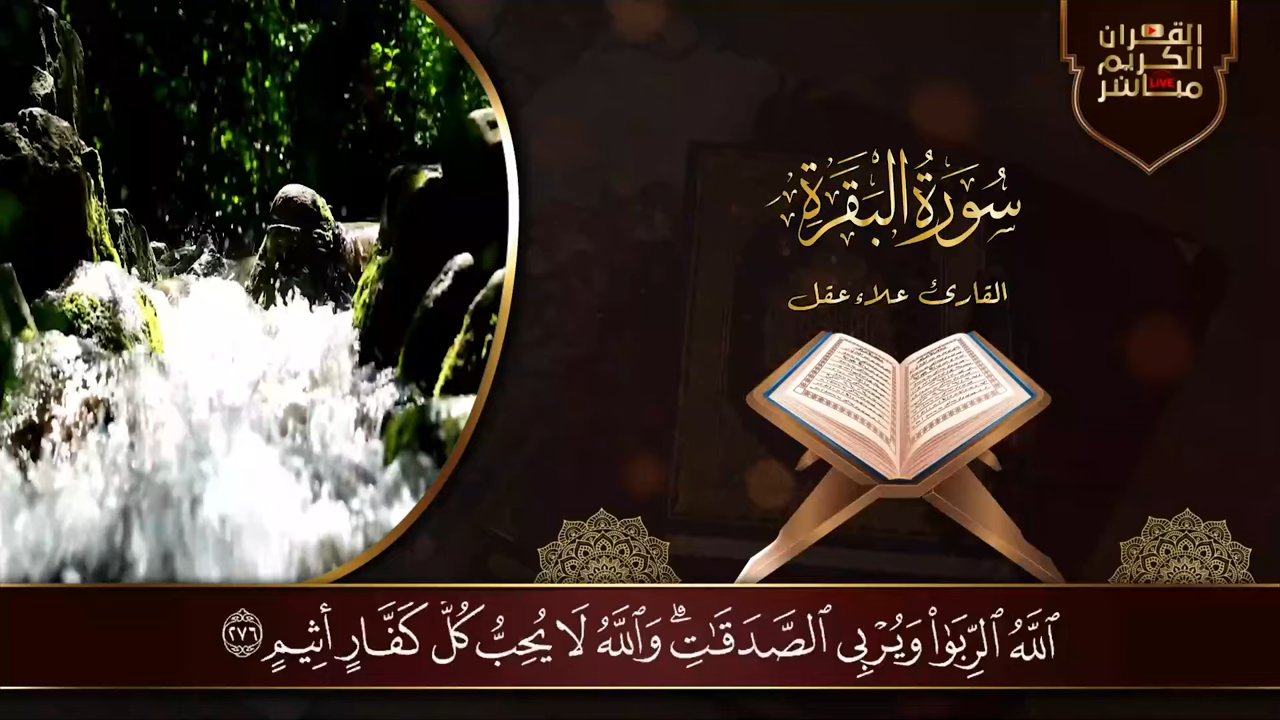 القرآن
الكريم
مباشر
LIVE
سُورَةُ البَقَرَةِ
القارئ علاء عقل
ٱللَّهُ ٱلرِّبَوٰا۟ وَيُرْبِى ٱلصَّدَقَٰتِ ۗ وَٱللَّهُ لَا يُحِبُّ كُلَّ كَفَّارٍ أَثِيمٍ ٢٧٦